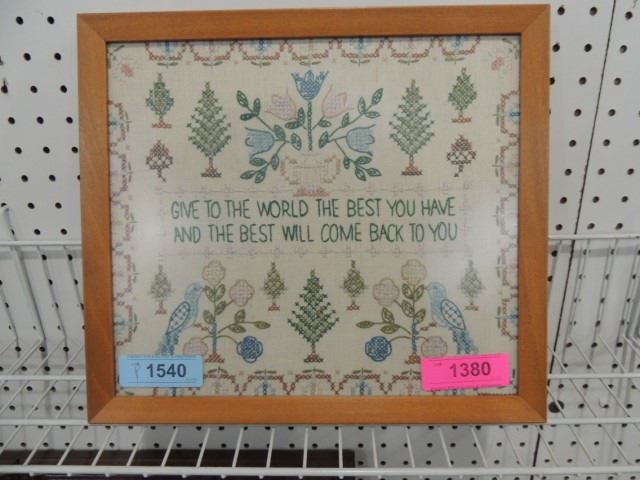 GIVE TO THE WORLD THE BEST YOU HAVE
AND THE BEST WILL COME BACK TO YOU
1540
1380